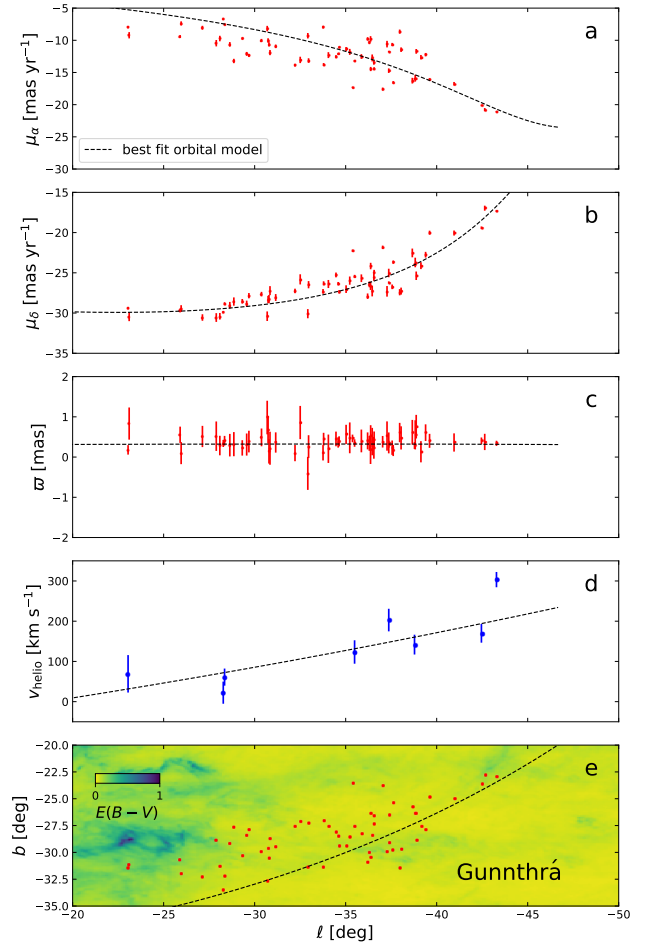 −5
−10
−15
−20
−25
−30
μα [mas yr⁻¹]
a
best fit orbital model
−15
−20
−25
−30
−35
μδ [mas yr⁻¹]
b
2
1
0
−1
−2
ϖ [mas]
c
300
200
100
0
vhelio [km s⁻¹]
d
−20.0
−22.5
−25.0
−27.5
−30.0
−32.5
−35.0
b [deg]
e
0 1
E(B − V)
Gunnthrá
−20 −25 −30 −35 −40 −45 −50
ℓ [deg]